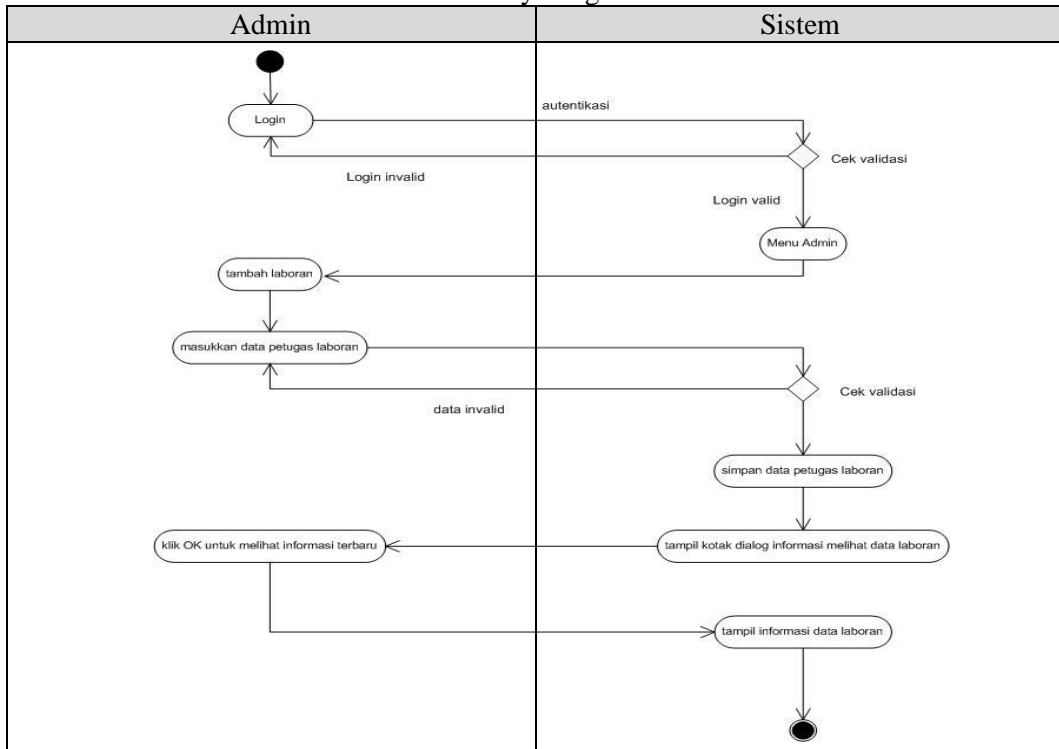 Admin
Sistem
autentikasi
Login
Cek validasi
Login invalid
Login valid
Menu Admin
tambah laboran
masukkan data petugas laboran
Cek validasi
data invalid
simpan data petugas laboran
klik OK untuk melihat informasi terbaru
tampil kotak dialog informasi melihat data laboran
tampil informasi data laboran